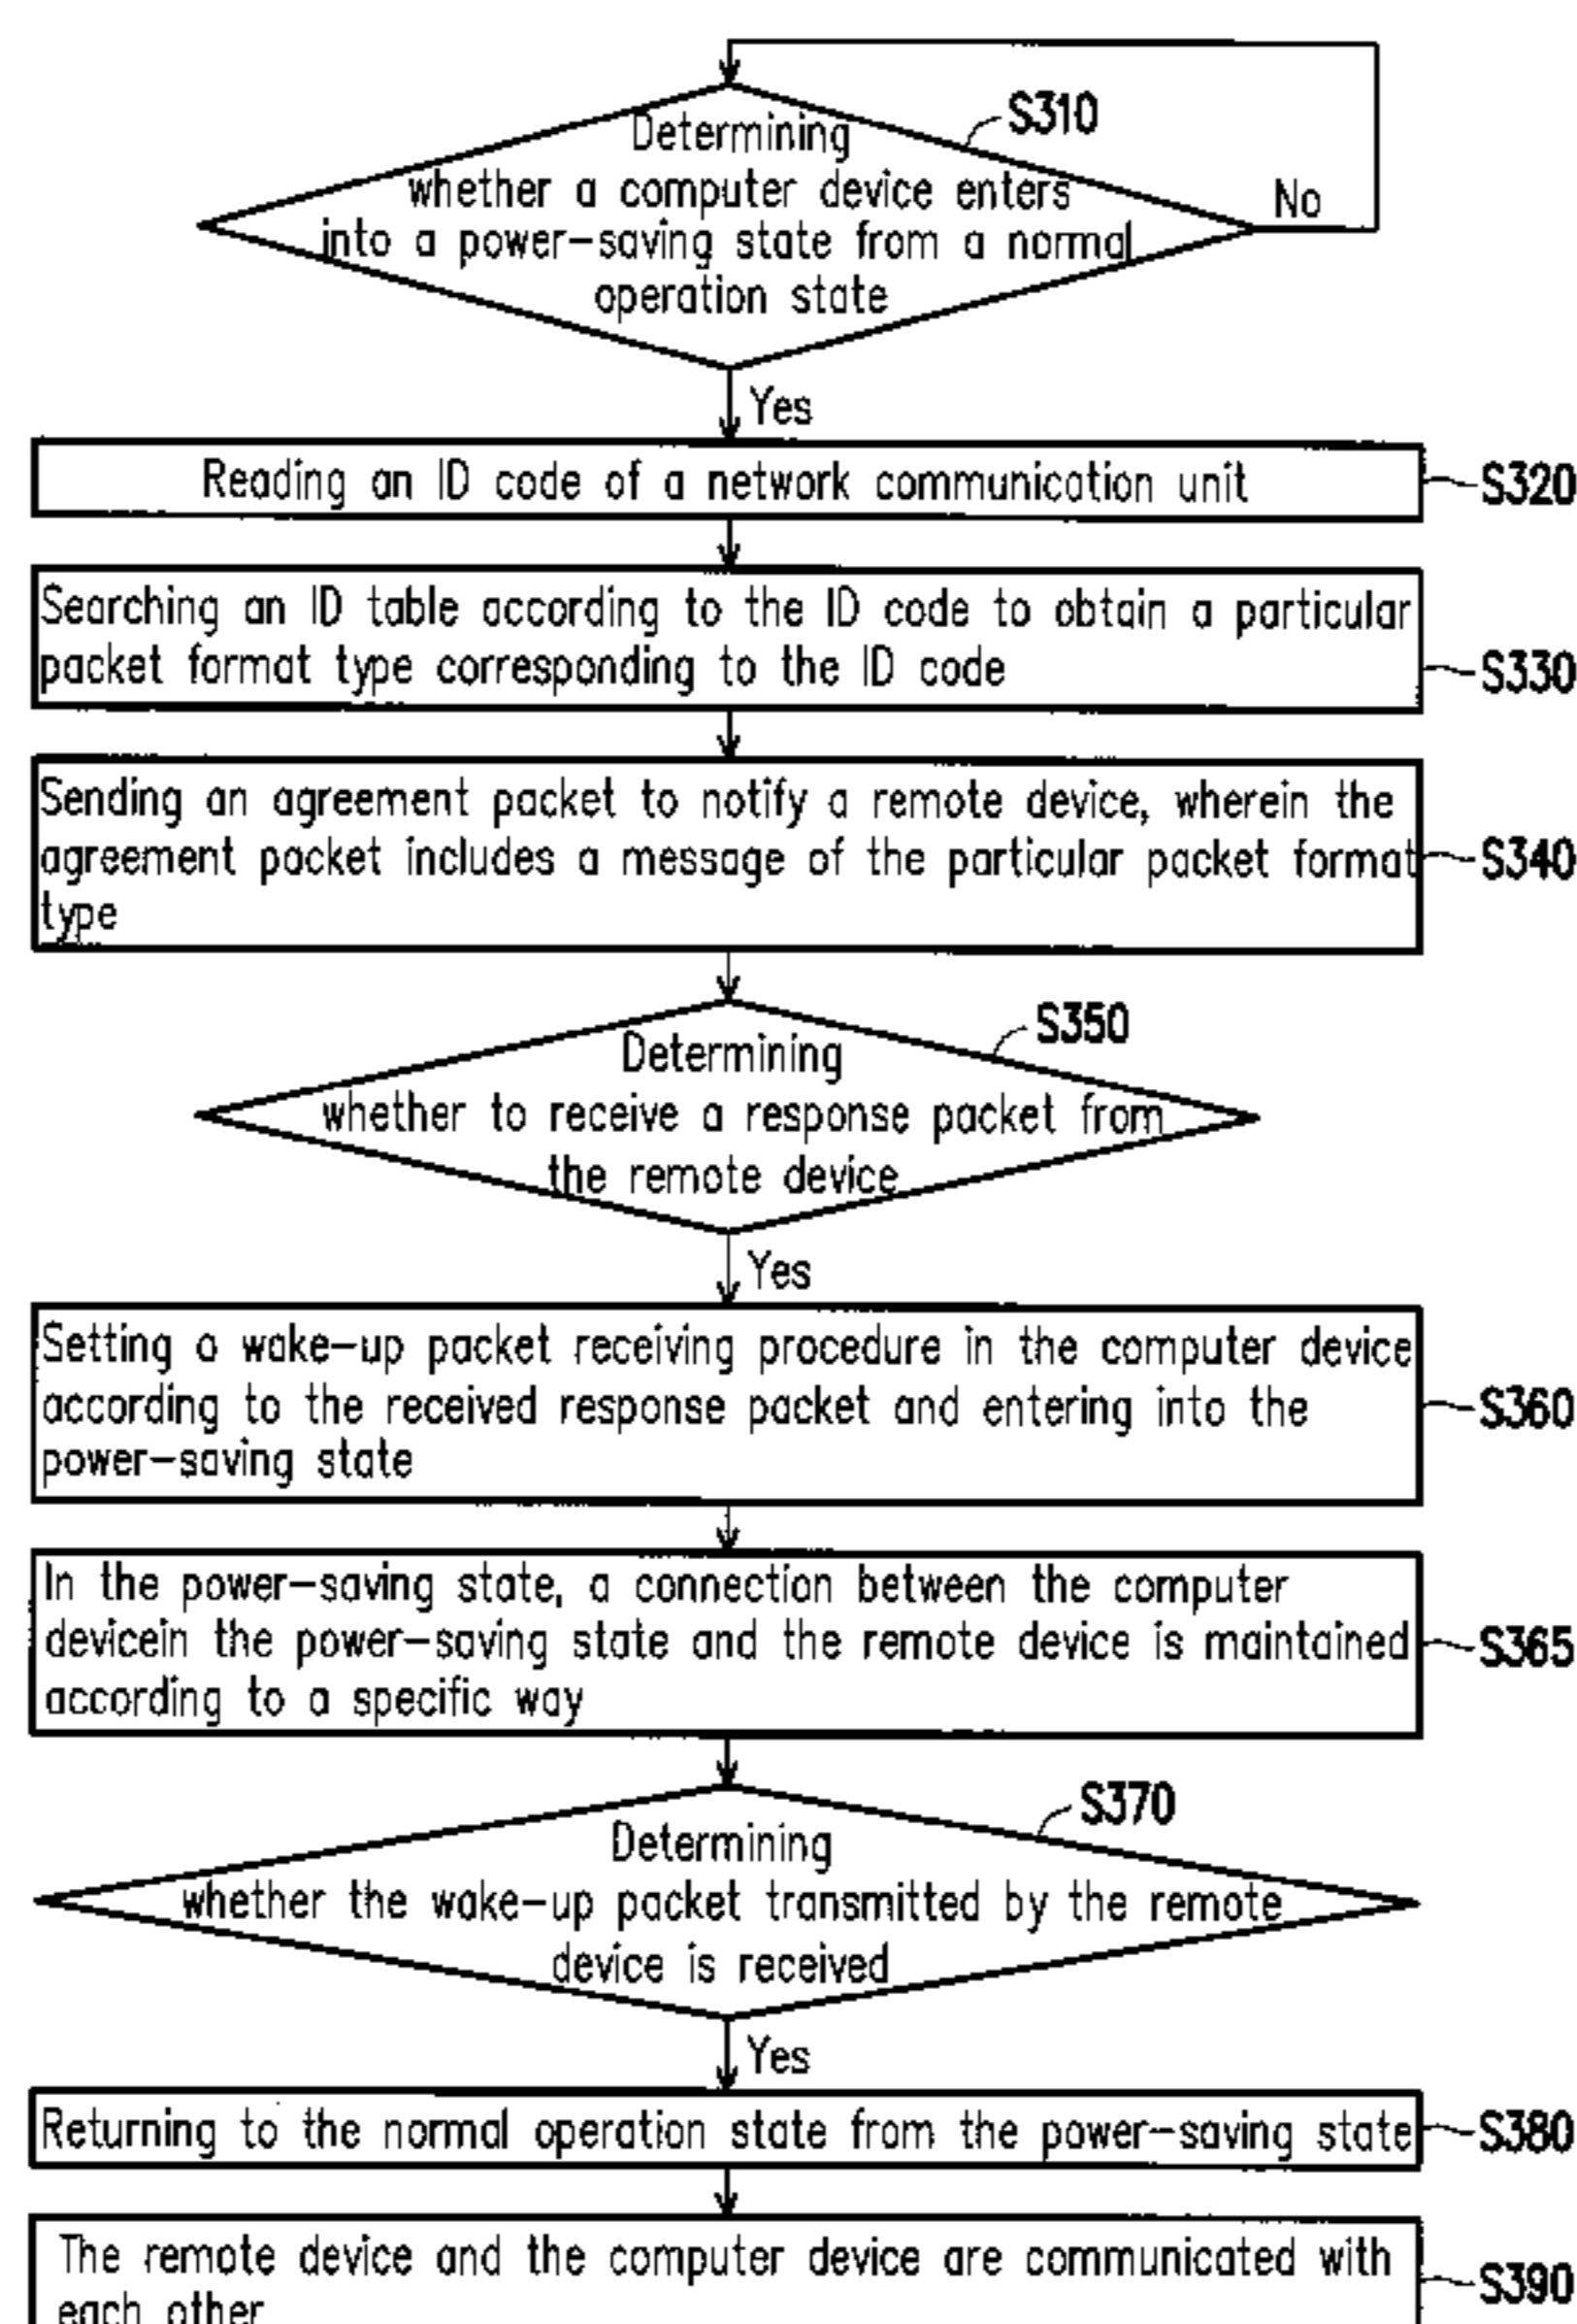 S310
Determining
whether a computer device enters
into a power-saving state from a normal
operation state
No
Yes
Reading an ID code of a network communication unit
S320
Searching an ID table according to the ID code to obtain a particular
packet format type corresponding to the ID code
S330
Sending an agreement packet to notify a remote device, wherein the
agreement packet includes a message of the particular packet format
type
S340
S350
Determining
whether to receive a response packet from
the remote device
Yes
Setting a wake-up packet receiving procedure in the computer device
according to the received response packet and entering into the
power-saving state
S360
In the power-saving state, a connection between the computer
devicein the power-saving state and the remote device is maintained
according to a specific way
S365
S370
Determining
whether the wake-up packet transmitted by the remote
device is received
Yes
Returning to the normal operation state from the power-saving state
S380
The remote device and the computer device are communicated with
each other
S390